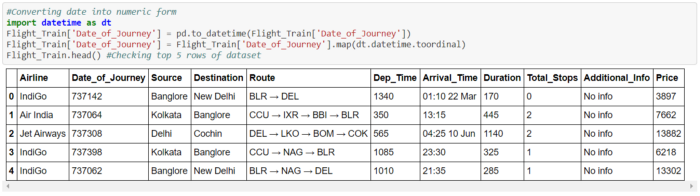 #Converting date into numeric form
import datetime as dt
Flight_Train['Date_of_Journey'] = pd.to_datetime(Flight_Train['Date_of_Journey'])
Flight_Train['Date_of_Journey'] = Flight_Train['Date_of_Journey'].map(dt.datetime.toordinal)
Flight_Train.head() #Checking top 5 rows of dataset
Airline Date_of_Journey Source Destination Route Dep_Time Arrival_Time Duration Total_Stops Additional_Info Price
0 IndiGo 737142 Banglore New Delhi BLR → DEL 1340 01:10 22 Mar 170 0 No info 3897
1 Air India 737064 Kolkata Banglore CCU → IXR → BBI → BLR 350 13:15 445 2 No info 7662
2 Jet Airways 737308 Delhi Cochin DEL → LKO → BOM → COK 565 04:25 10 Jun 1140 2 No info 13882
3 IndiGo 737398 Kolkata Banglore CCU → NAG → BLR 1085 23:30 325 1 No info 6218
4 IndiGo 737062 Banglore New Delhi BLR → NAG → DEL 1010 21:35 285 1 No info 13302